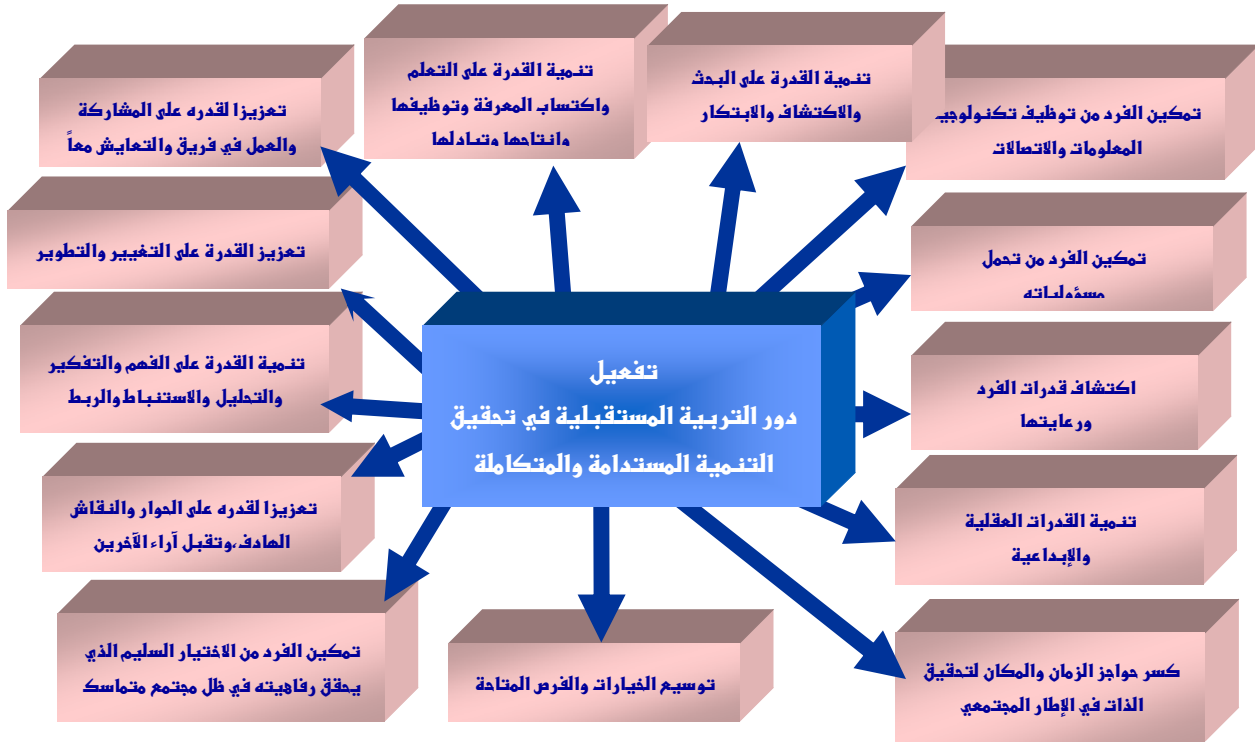 تمكين الفرد من توظيف تكنولوجيـ
المعلومات والاتصالات
تنمية القدرة على البحث
والاكتشاف والابتكار
تنمية القدرة على التعلم
واكتساب المعرفة وتوظيفها
وانتاجها وتبادلها
تعزيزا لقدره على المشاركة
والعمل في فريق والتعايش معاً
تمكين الفرد من تحمل
مسؤولياته
تعزيز القدرة على التغيير والتطوير
اكتشاف قدرات الفرد
ورعايتها
تفعيل
دور التربية المستقبلية في تحقيق
التنمية المستدامة والمتكاملة
تنمية القدرة على الفهم والتفكير
والتحليل والاستنباط والربط
تنمية القدرات العقلية
والإبداعية
تعزيزا لقدره على الحوار والنقاش
الهادف،وتقبل آراء الآخرين
كسر حواجز الزمان والمكان لتحقيق
الذات في الإطار المجتمعي
توسيع الخيارات والفرص المتاحة
تمكين الفرد من الاختيار السليم الذي
يحقق رفاهيته في ظل مجتمع متماسك